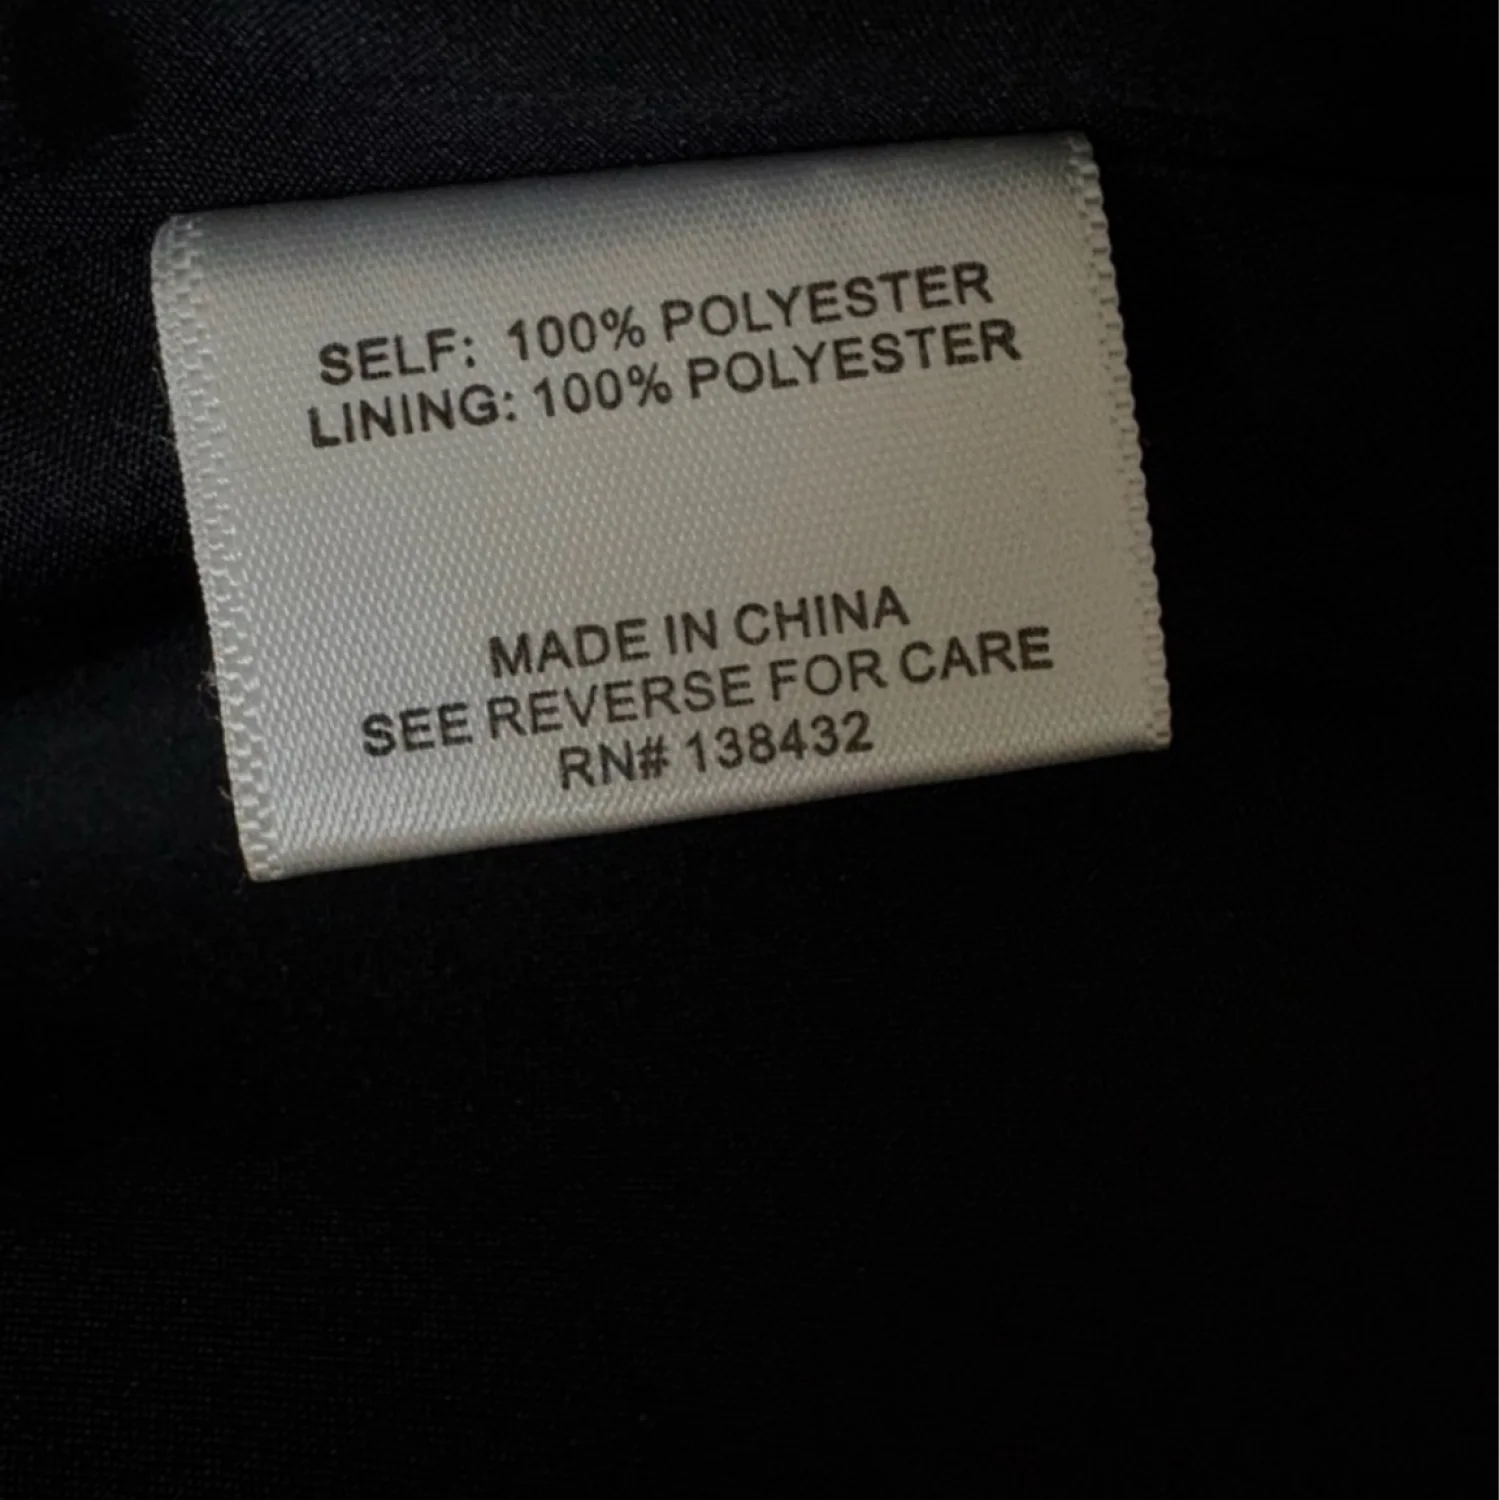 SELF: 100% POLYESTER
LINING: 100% POLYESTER
MADE IN CHINA
SEE REVERSE FOR CARE
RN# 138432